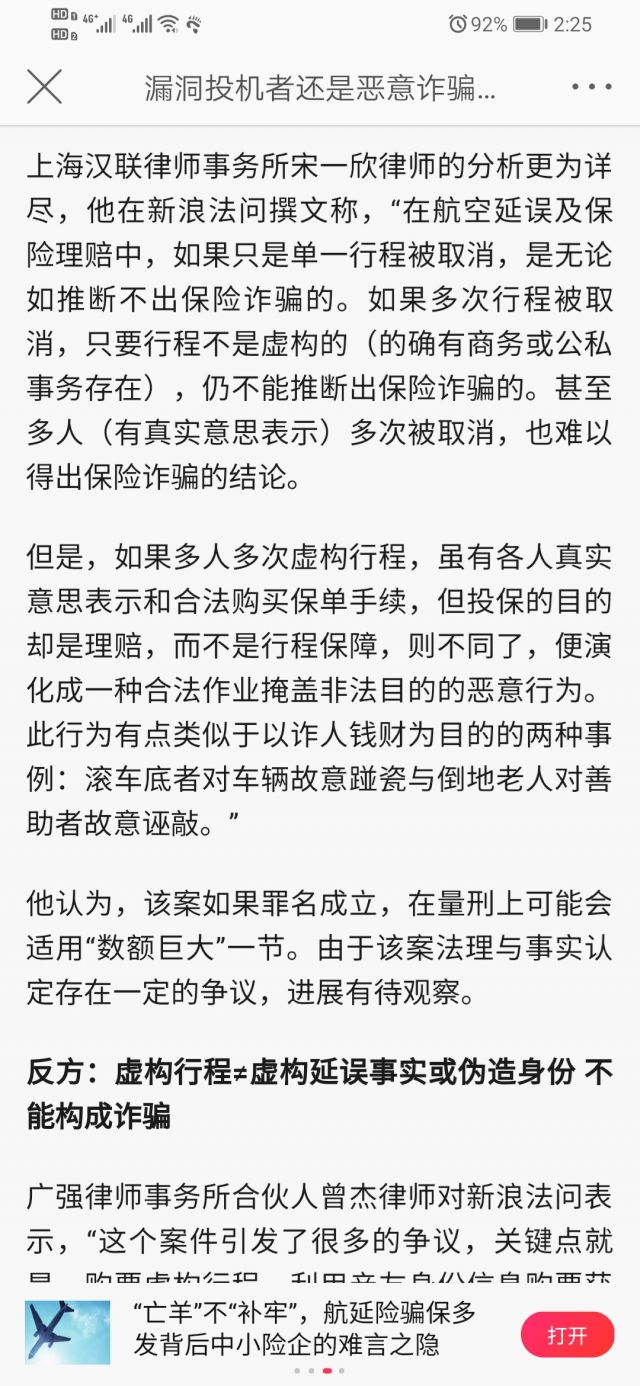 HD 1 4G+ 4G 92% 2:25
HD 2
漏洞投机者还是恶意诈骗...
上海汉联律师事务所宋一欣律师的分析更为详
尽，他在新浪法问撰文称，“在航空延误及保
险理赔中，如果只是单一行程被取消，是无论
如推断不出保险诈骗的。如果多次行程被取
消，只要行程不是虚构的（的确有商务或公私
事务存在），仍不能推断出保险诈骗的。甚至
多人（有真实意思表示）多次被取消，也难以
得出保险诈骗的结论。
但是，如果多人多次虚构行程，虽有各人真实
意思表示和合法购买保单手续，但投保的目的
却是理赔，而不是行程保障，则不同了，便演
化成一种合法作业掩盖非法目的的恶意行为。
此行为有点类似于以诈人钱财为目的的两种事
例：滚车底者对车辆故意踫瓷与倒地老人对善
助者故意诬敲。”
他认为，该案如果罪名成立，在量刑上可能会
适用“数额巨大”一节。由于该案法理与事实认
定存在一定的争议，进展有待观察。
反方：虚构行程≠虚构延误事实或伪造身份 不
能构成诈骗
广强律师事务所合伙人曾杰律师对新浪法问表
示，“这个案件引发了很多的争议，关键点就
是，购票虚构行程，利用亲友身份信息购票获
“亡羊”不“补牢”，航延险骗保多
发背后中小险企的难言之隐
打开